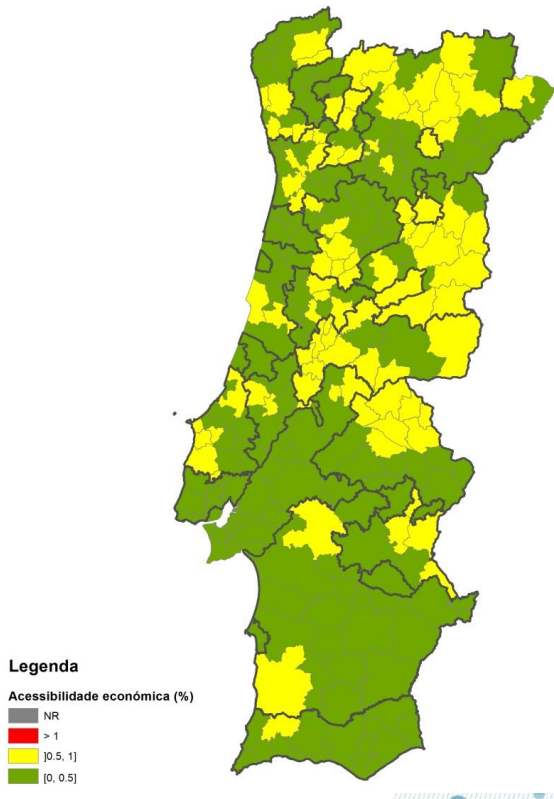 Legenda
Acessibilidade económica (%)
NR
> 1
]0.5, 1]
[0, 0.5]